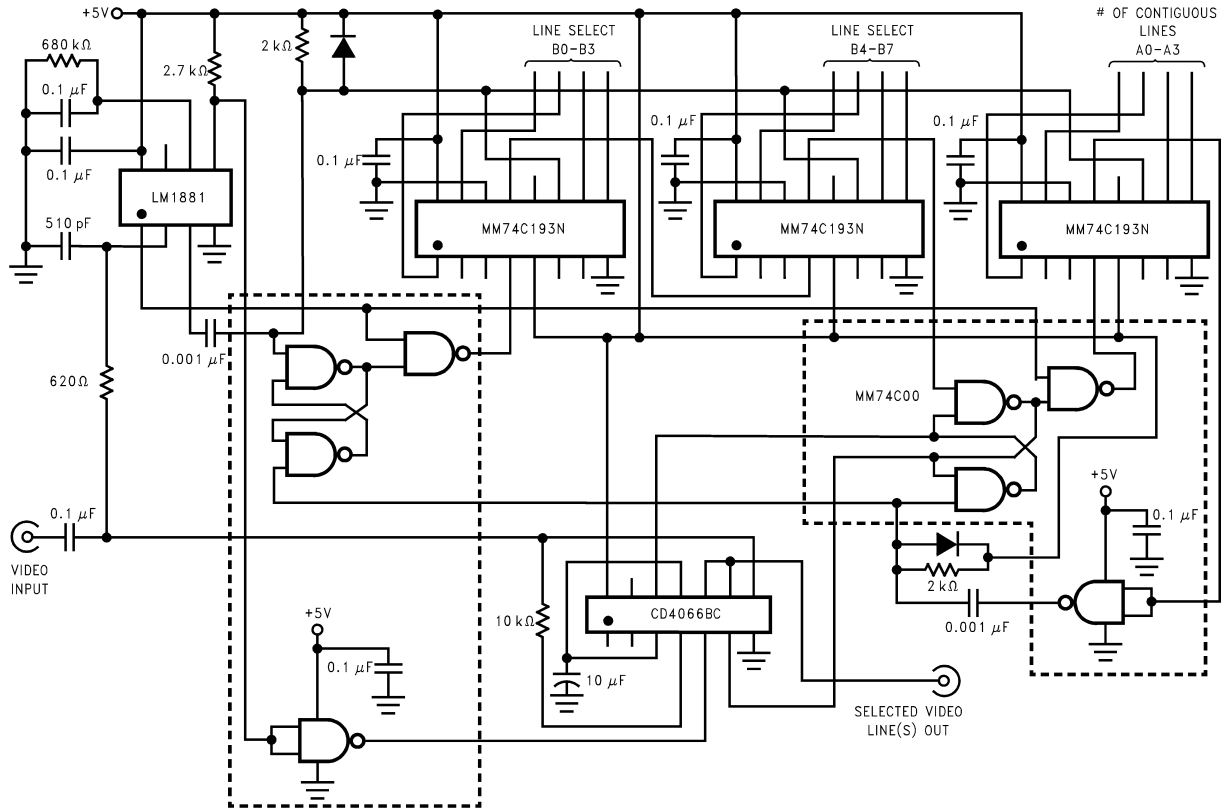 +5V
680 kΩ
0.1 μF
0.1 μF
2.7 kΩ
2 kΩ
LINE SELECT
B0-B3
LINE SELECT
B4-B7
# OF CONTIGUOUS
LINES
A0-A3
0.1 μF
0.1 μF
0.1 μF
LM1881
510 pF
MM74C193N
MM74C193N
MM74C193N
0.001 μF
620Ω
MM74C00
+5V
0.1 μF
0.1 μF
VIDEO
INPUT
2 kΩ
0.001 μF
10 kΩ
CD4066BC
+5V
0.1 μF
10 μF
SELECTED VIDEO
LINE(S) OUT